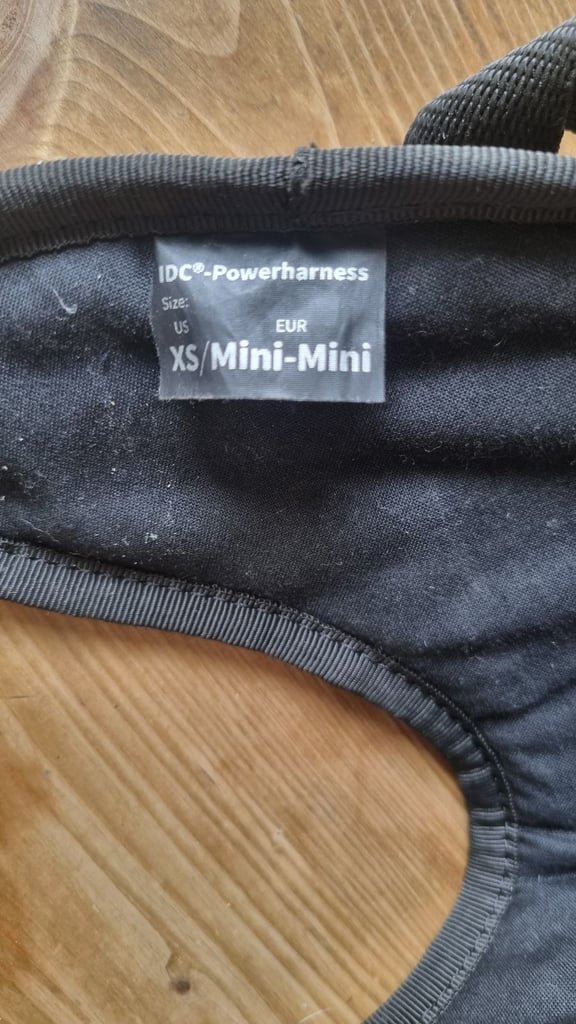 IDC®-Powerharness
Size:
US EUR
XS/Mini-Mini